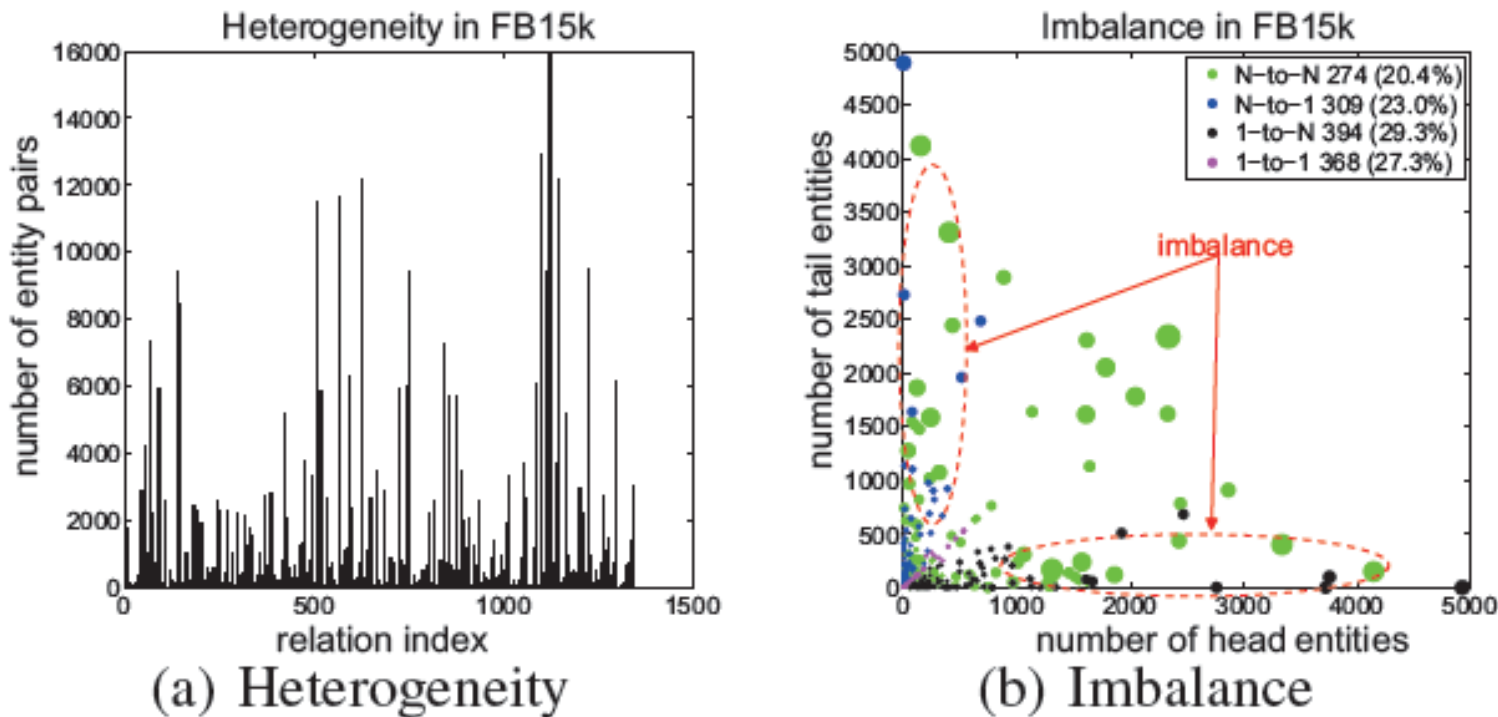 Heterogeneity in FB15k
16000
14000
12000
10000
8000
6000
4000
2000
0
number of entity pairs
0 500 1000 1500
relation index
(a) Heterogeneity
Imbalance in FB15k
5000
4500
4000
3500
3000
2500
2000
1500
1000
500
0
number of tail entities
N-to-N 274 (20.4%)
N-to-1 309 (23.0%)
1-to-N 394 (29.3%)
1-to-1 368 (27.3%)
imbalance
0 1000 2000 3000 4000 5000
number of head entities
(b) Imbalance